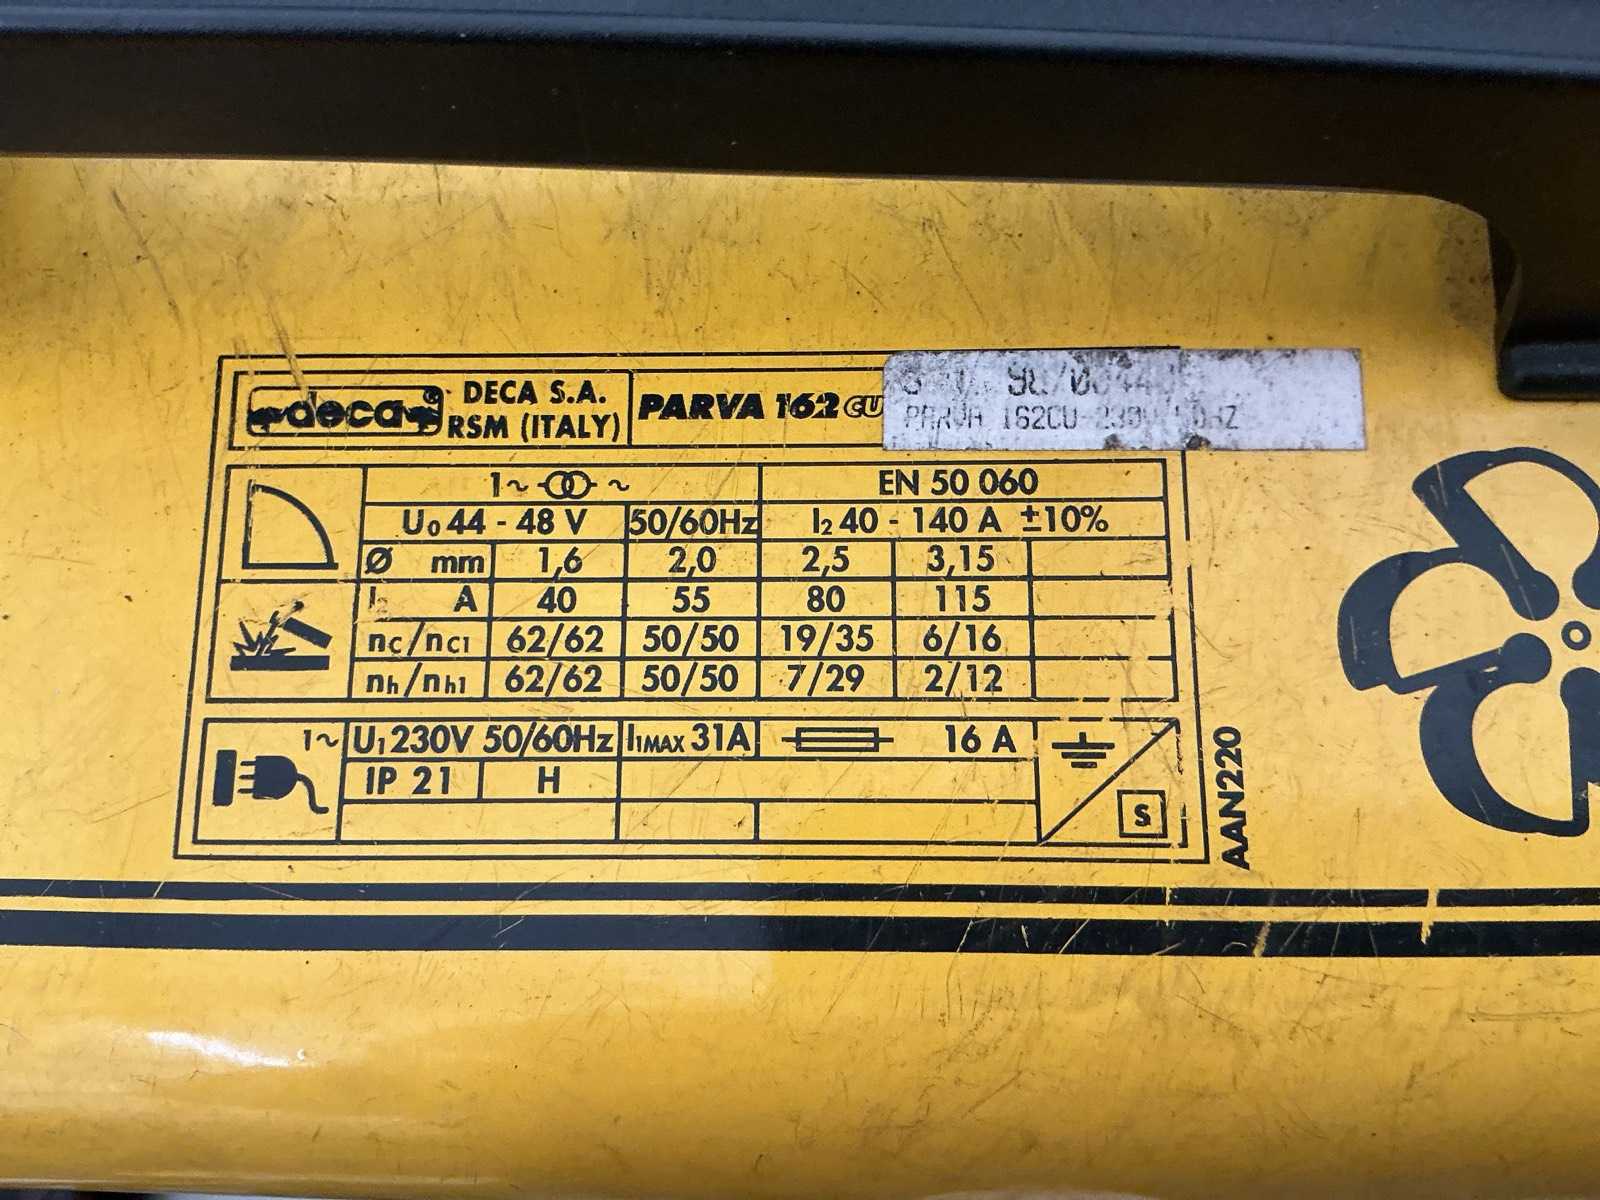 deca® DECA S.A. RSM (ITALY) PARVA 162 CU
PARVA 162CU-230V
1~ ~ EN 50 060
U₀ 44 - 48 V 50/60Hz I₂ 40 - 140 A ±10%
Ø mm 1,6 2,0 2,5 3,15
I₂ A 40 55 80 115
nc/nc1 62/62 50/50 19/35 6/16
nh/nh1 62/62 50/50 7/29 2/12
1~ U₁ 230V 50/60Hz I₁MAX 31A 16 A
IP 21 H
S
AAN220